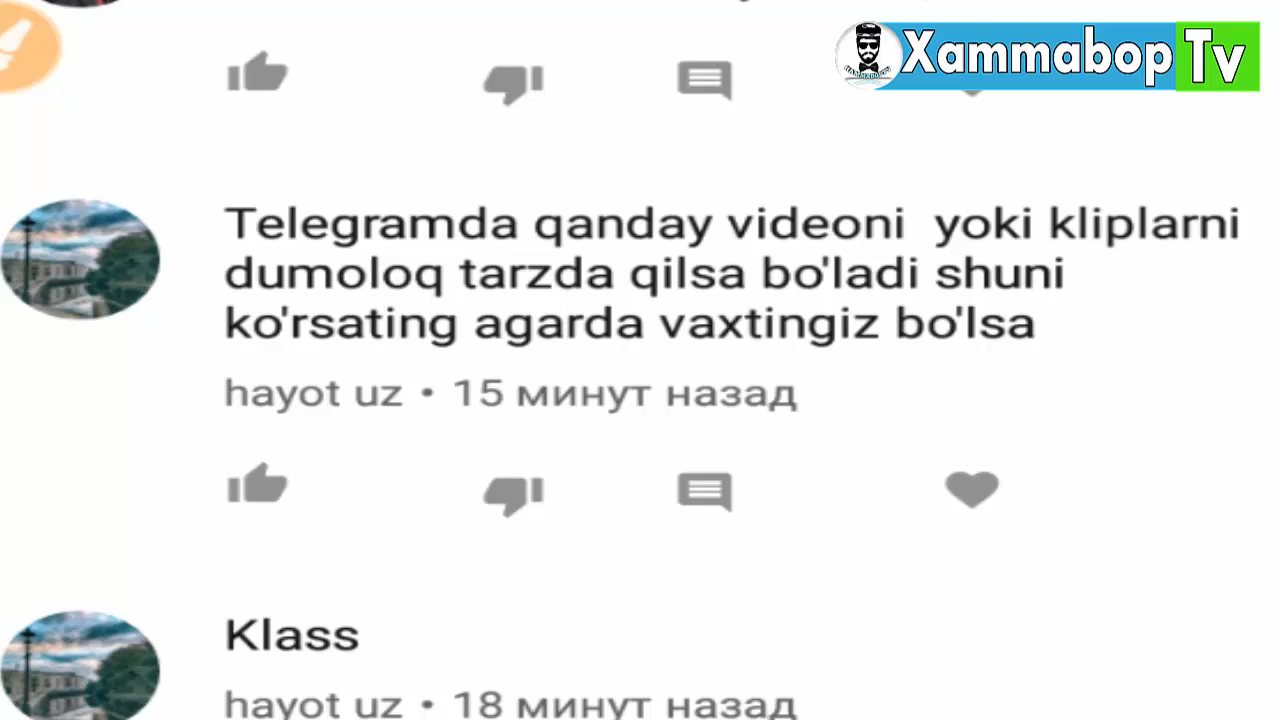 Xammabop Tv
Telegramda qanday videoni yoki kliplarni
dumoloq tarzda qilsa bo'ladi shuni
ko'rsating agarda vaxtingiz bo'lsa
hayot uz • 15 минут назад
Klass
hayot uz • 18 минут назад